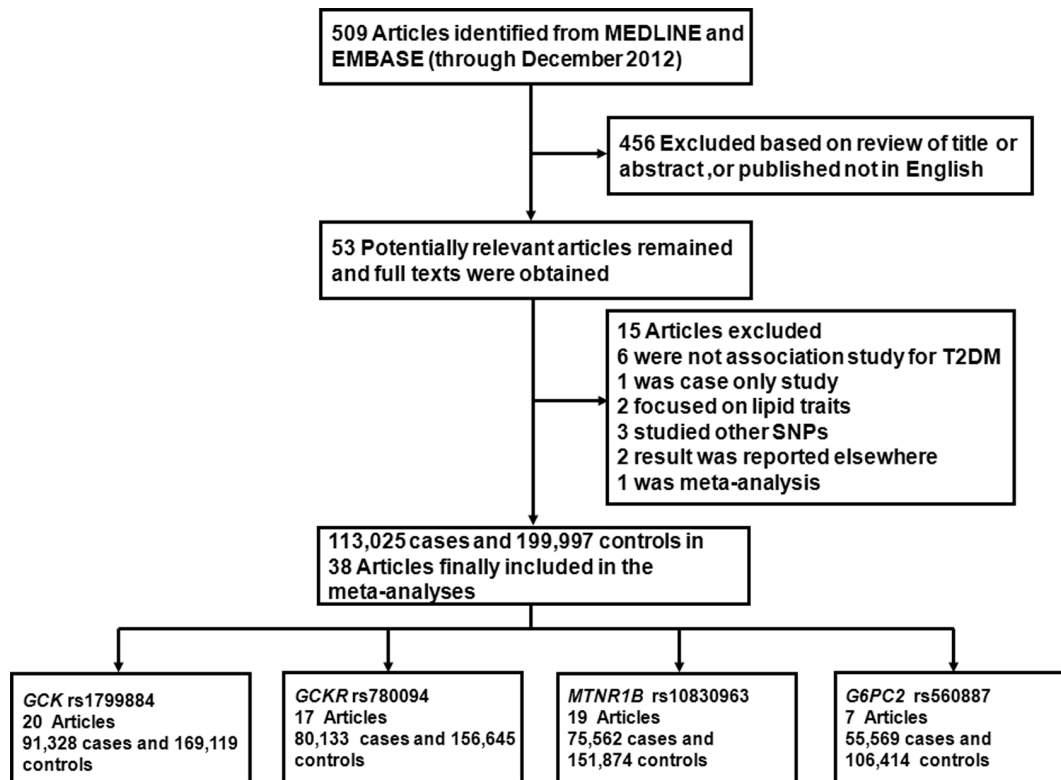 509 Articles identified from MEDLINE and
EMBASE (through December 2012)
456 Excluded based on review of title or
abstract ,or published not in English
53 Potentially relevant articles remained
and full texts were obtained
15 Articles excluded
6 were not association study for T2DM
1 was case only study
2 focused on lipid traits
3 studied other SNPs
2 result was reported elsewhere
1 was meta-analysis
113,025 cases and 199,997 controls in
38 Articles finally included in the
meta-analyses
GCK rs1799884
20 Articles
91,328 cases and 169,119
controls
GCKR rs780094
17 Articles
80,133 cases and 156,645
controls
MTNR1B rs10830963
19 Articles
75,562 cases and
151,874 controls
G6PC2 rs560887
7 Articles
55,569 cases and
106,414 controls